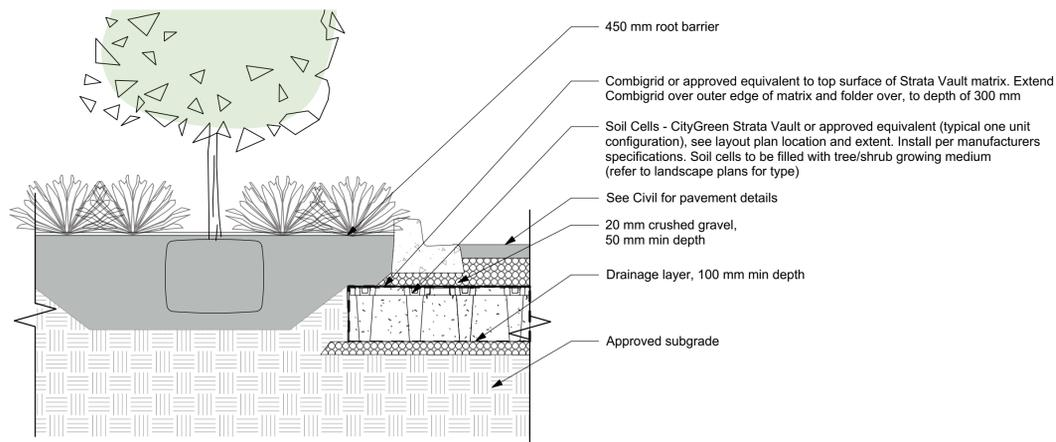 450 mm root barrier
Combigrid or approved equivalent to top surface of Strata Vault matrix. Extend
Combigrid over outer edge of matrix and folder over, to depth of 300 mm
Soil Cells - CityGreen Strata Vault or approved equivalent (typical one unit
configuration), see layout plan location and extent. Install per manufacturers
specifications. Soil cells to be filled with tree/shrub growing medium
(refer to landscape plans for type)
See Civil for pavement details
20 mm crushed gravel,
50 mm min depth
Drainage layer, 100 mm min depth
Approved subgrade